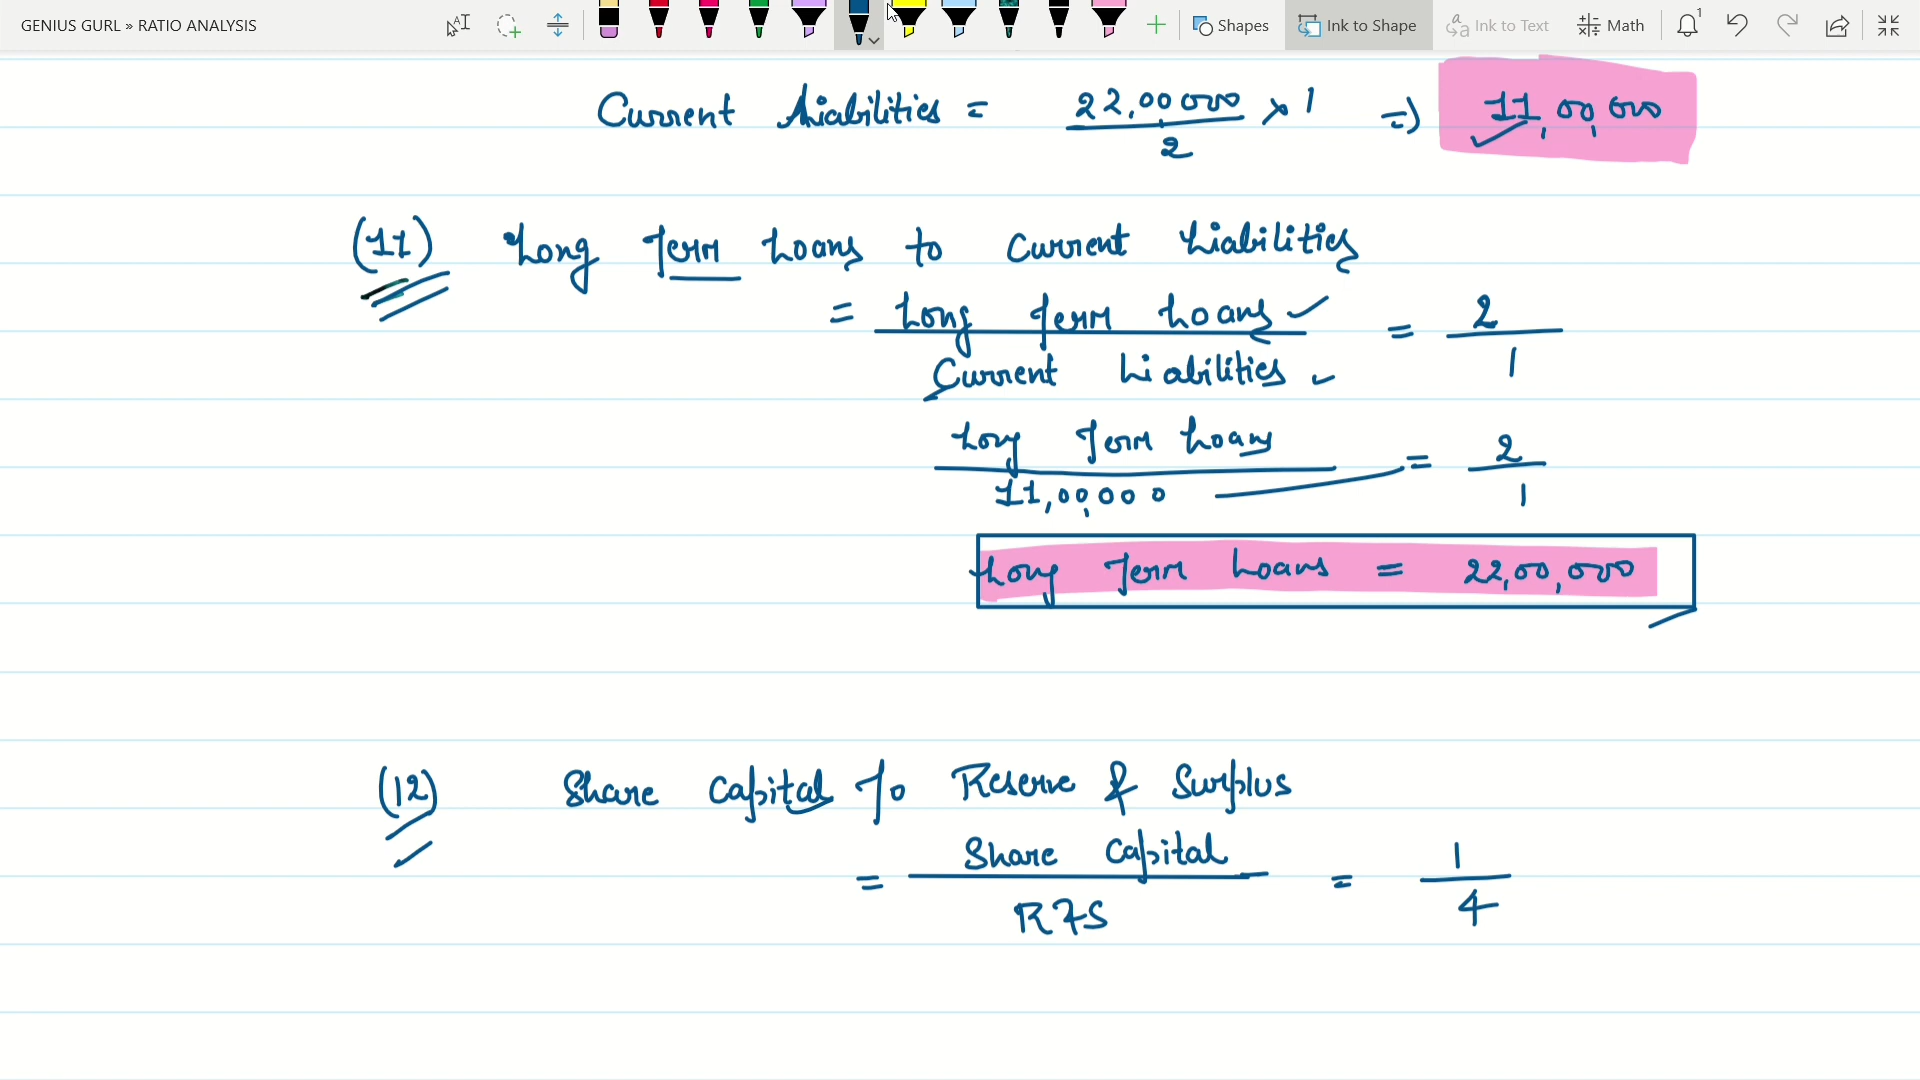 GENIUS GURL » RATIO ANALYSIS Shapes Ink to Shape Ink to Text Math 1
Current Liabilities = 22,00,000 / 2 × 1 => 11,00,000
(11) Long Term Loans to Current Liabilities
= Long Term Loans / Current Liabilities = 2 / 1
Long Term Loans / 11,00,000 = 2 / 1
Long Term Loans = 22,00,000
(12) Share Capital To Reserve & Surplus
= Share Capital / R & S = 1 / 4